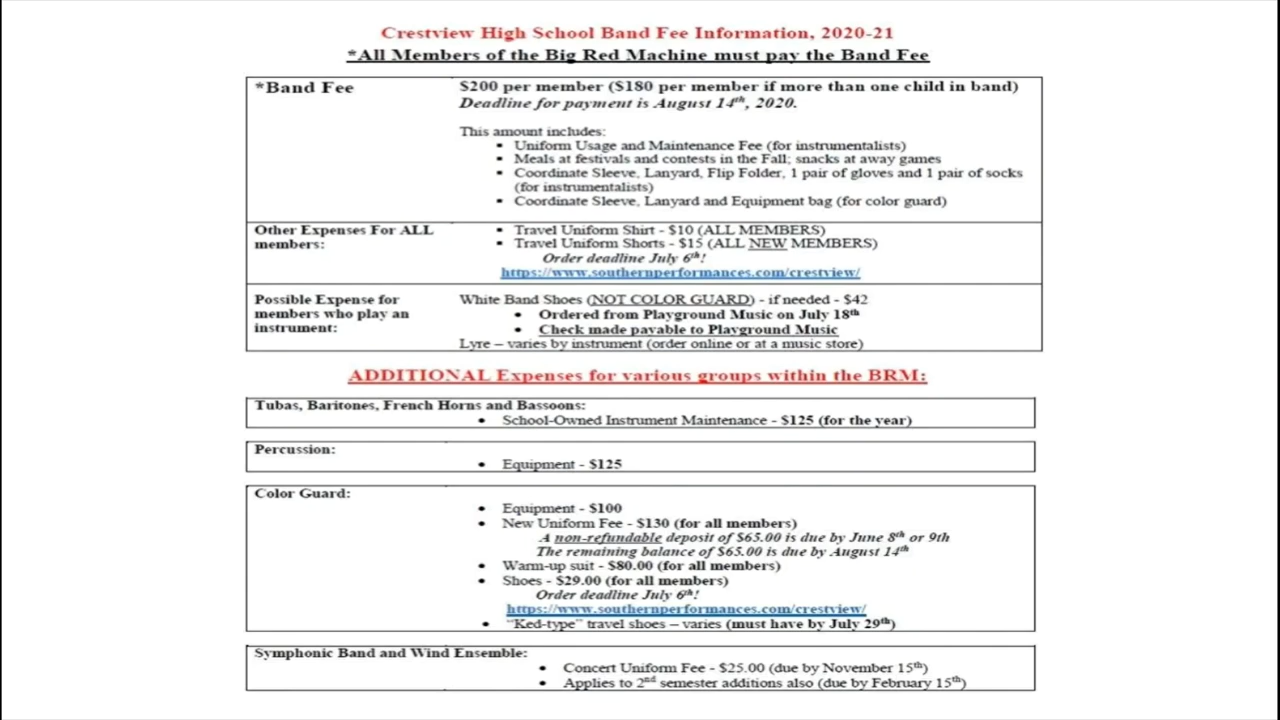 Crestview High School Band Fee Information, 2020-21
*All Members of the Big Red Machine must pay the Band Fee
*Band Fee
$200 per member ($180 per member if more than one child in band)
Deadline for payment is August 14th, 2020.
This amount includes:
• Uniform Usage and Maintenance Fee (for instrumentalists)
• Meals at festivals and contests in the Fall; snacks at away games
• Coordinate Sleeve, Lanyard, Flip Folder, 1 pair of gloves and 1 pair of socks
(for instrumentalists)
• Coordinate Sleeve, Lanyard and Equipment bag (for color guard)
Other Expenses For ALL
members:
• Travel Uniform Shirt - $10 (ALL MEMBERS)
• Travel Uniform Shorts - $15 (ALL NEW MEMBERS)
Order deadline July 6th!
https://www.southernperformances.com/crestview/
Possible Expense for
members who play an
instrument:
White Band Shoes (NOT COLOR GUARD) - if needed - $42
• Ordered from Playground Music on July 18th
• Check made payable to Playground Music
Lyre – varies by instrument (order online or at a music store)
ADDITIONAL Expenses for various groups within the BRM:
Tubas, Baritones, French Horns and Bassoons:
• School-Owned Instrument Maintenance - $125 (for the year)
Percussion:
• Equipment - $125
Color Guard:
• Equipment - $100
• New Uniform Fee - $130 (for all members)
A non-refundable deposit of $65.00 is due by June 8th or 9th
The remaining balance of $65.00 is due by August 14th
• Warm-up suit - $80.00 (for all members)
• Shoes - $29.00 (for all members)
Order deadline July 6th!
https://www.southernperformances.com/crestview/
• "Ked-type" travel shoes – varies (must have by July 29th)
Symphonic Band and Wind Ensemble:
• Concert Uniform Fee - $25.00 (due by November 15th)
• Applies to 2nd semester additions also (due by February 15th)